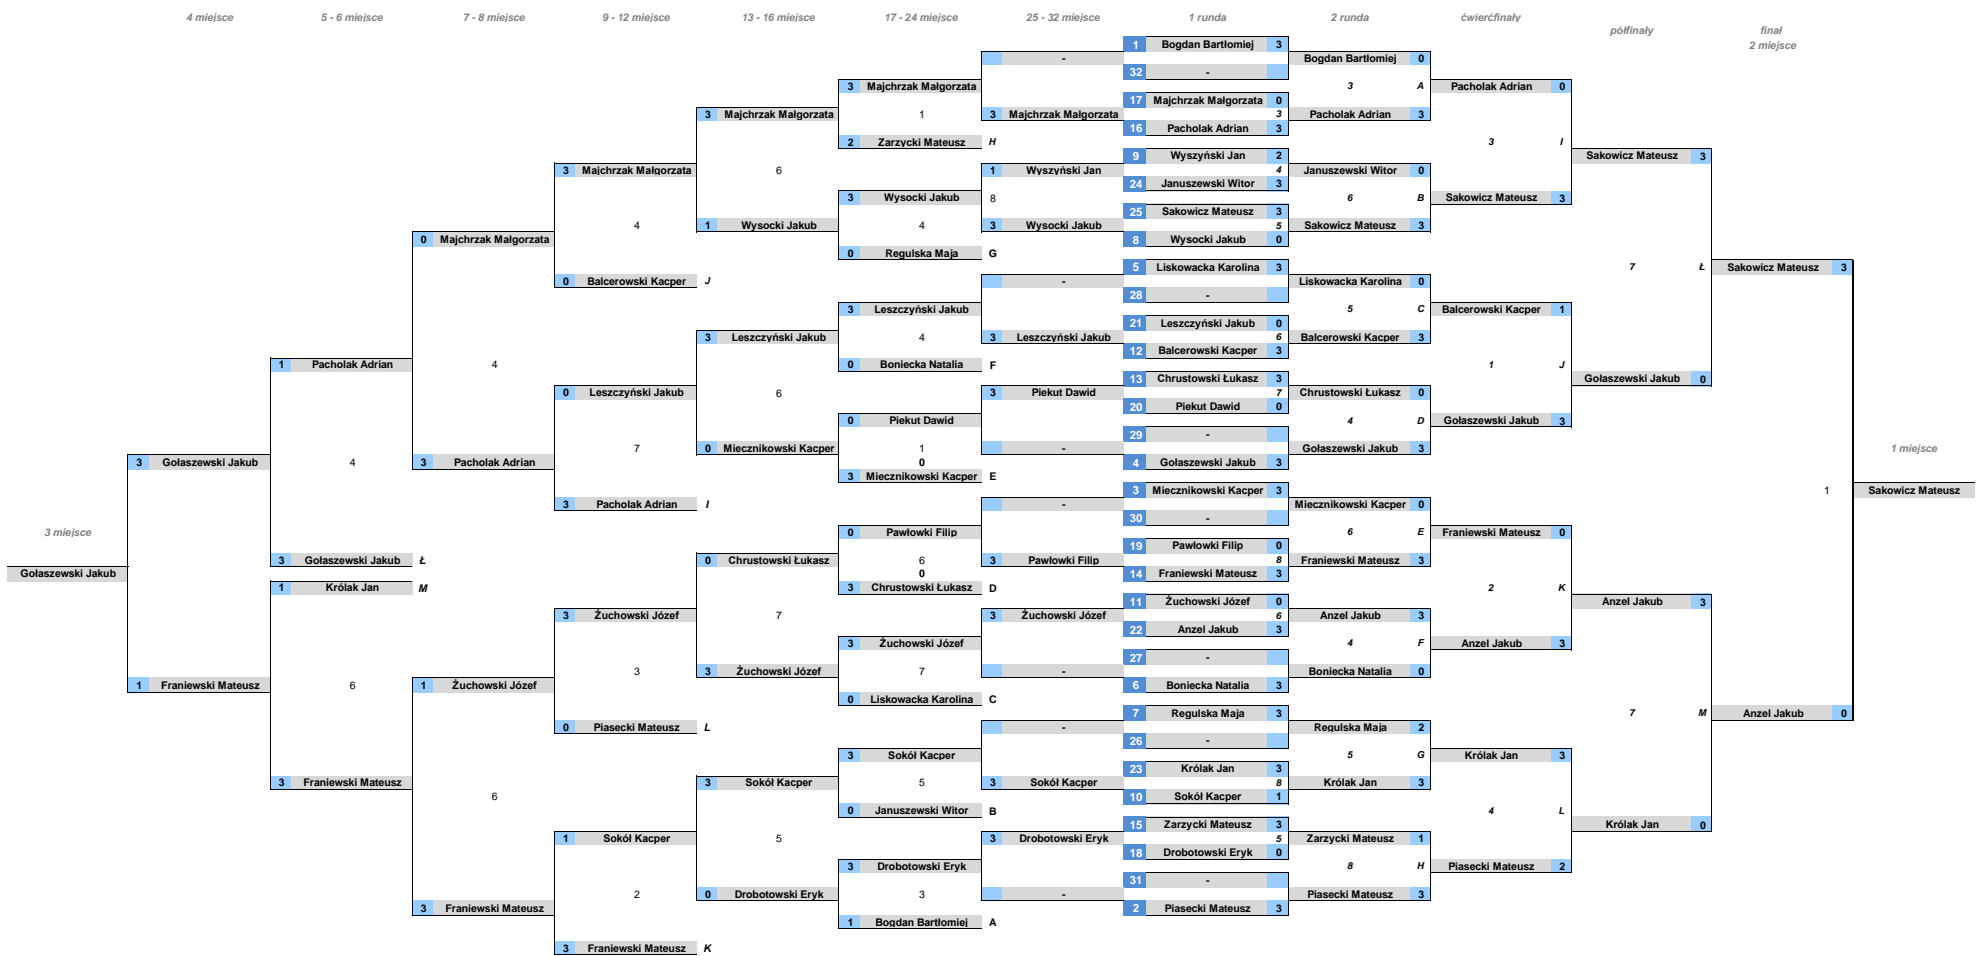 4 miejsce 5 - 6 miejsce 7 - 8 miejsce 9 - 12 miejsce 13 - 16 miejsce 17 - 24 miejsce 25 - 32 miejsce 1 runda 2 runda ćwierćfinały
półfinały finał
2 miejsce
1 Bogdan Bartłomiej 3
- Bogdan Bartłomiej 0
32 -
3 Majchrzak Małgorzata 3 A Pacholak Adrian 0
17 Majchrzak Małgorzata 0
3 Majchrzak Małgorzata 1 3 Majchrzak Małgorzata 3 Pacholak Adrian 3
16 Pacholak Adrian 3
2 Zarzycki Mateusz H 3 I
9 Wyszyński Jan 2 Sakowicz Mateusz 3
3 Majchrzak Małgorzata 6 1 Wyszyński Jan 4 Januszewski Witor 0
24 Januszewski Witor 3
3 Wysocki Jakub 8 6 B Sakowicz Mateusz 3
25 Sakowicz Mateusz 3
4 1 Wysocki Jakub 4 3 Wysocki Jakub 5 Sakowicz Mateusz 3
0 Majchrzak Małgorzata 8 Wysocki Jakub 0
0 Regulska Maja G
5 Liskowacka Karolina 3 7 Ł Sakowicz Mateusz 3
0 Balcerowski Kacper J - Liskowacka Karolina 0
28 -
3 Leszczyński Jakub 5 C Balcerowski Kacper 1
21 Leszczyński Jakub 0
3 Leszczyński Jakub 4 3 Leszczyński Jakub 6 Balcerowski Kacper 3
12 Balcerowski Kacper 3
1 Pacholak Adrian 4 0 Boniecka Natalia F 1 J
13 Chrustowski Łukasz 3 Gołaszewski Jakub 0
0 Leszczyński Jakub 6 3 Piekut Dawid 7 Chrustowski Łukasz 0
20 Piekut Dawid 0
0 Piekut Dawid 4 D Gołaszewski Jakub 3
29 -
7 0 Miecznikowski Kacper 1 - Gołaszewski Jakub 3 1 miejsce
3 Gołaszewski Jakub 4 3 Pacholak Adrian 0 4 Gołaszewski Jakub 3
3 Miecznikowski Kacper E
3 Miecznikowski Kacper 3 1 Sakowicz Mateusz
3 Pacholak Adrian I - Miecznikowski Kacper 0
30 -
3 miejsce 0 Pawłowki Filip 6 E Franiewski Mateusz 0
19 Pawłowki Filip 0
3 Gołaszewski Jakub Ł 0 Chrustowski Łukasz 6 3 Pawłowki Filip 8 Franiewski Mateusz 3
Gołaszewski Jakub 0 14 Franiewski Mateusz 3
1 Królak Jan M 3 Chrustowski Łukasz D 2 K
11 Żuchowski Józef 0 Anzel Jakub 3
3 Żuchowski Józef 7 3 Żuchowski Józef 6 Anzel Jakub 3
22 Anzel Jakub 3
3 Żuchowski Józef 4 F Anzel Jakub 3
27 -
3 3 Żuchowski Józef 7 - Boniecka Natalia 0
1 Franiewski Mateusz 6 1 Żuchowski Józef 6 Boniecka Natalia 3
0 Liskowacka Karolina C
7 Regulska Maja 3 7 M Anzel Jakub 0
0 Piasecki Mateusz L - Regulska Maja 2
26 -
3 Sokół Kacper 5 G Królak Jan 3
23 Królak Jan 3
3 Franiewski Mateusz 3 Sokół Kacper 5 3 Sokół Kacper 8 Królak Jan 3
6 10 Sokół Kacper 1
0 Januszewski Witor B 4 L
15 Zarzycki Mateusz 3 Królak Jan 0
1 Sokół Kacper 5 3 Drobotowski Eryk 5 Zarzycki Mateusz 1
18 Drobotowski Eryk 0
3 Drobotowski Eryk 8 H Piasecki Mateusz 2
31 -
2 0 Drobotowski Eryk 3 - Piasecki Mateusz 3
3 Franiewski Mateusz 2 Piasecki Mateusz 3
1 Bogdan Bartłomiej A
3 Franiewski Mateusz K